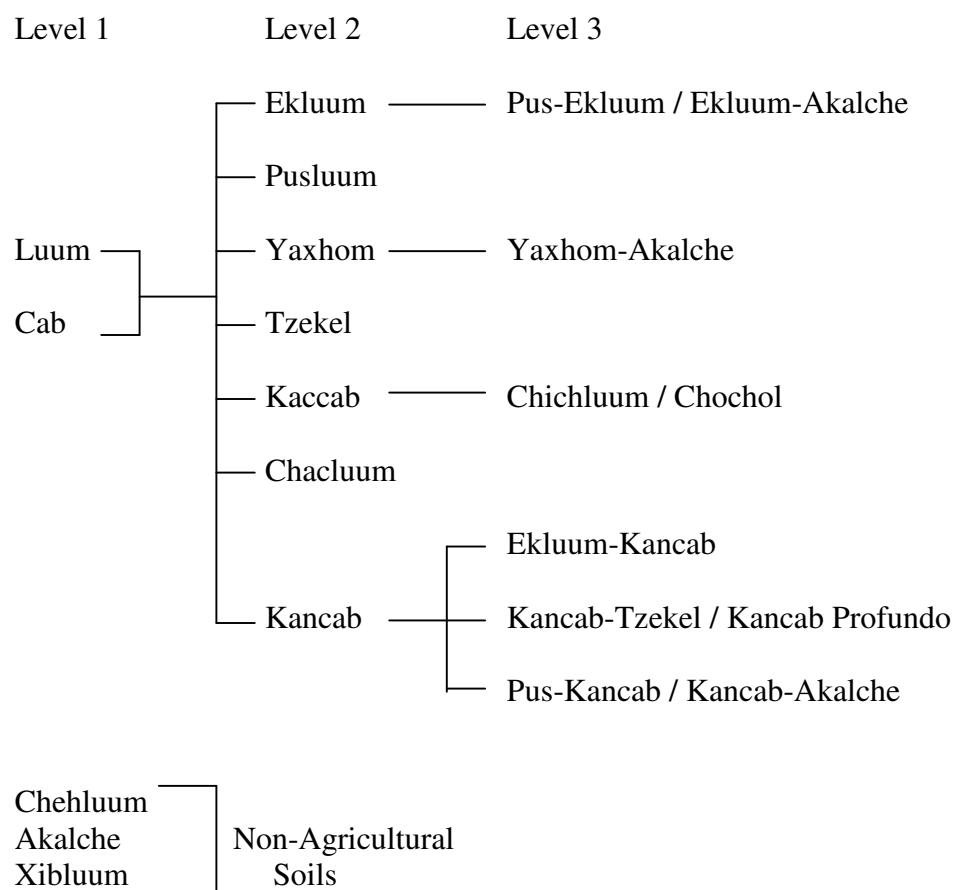 Level 1 Level 2 Level 3
Ekluum Pus-Ekluum / Ekluum-Akalche
Pusluum
Luum Yaxhom Yaxhom-Akalche
Cab Tzekel
Kaccab Chichluum / Chochol
Chacluum
Ekluum-Kancab
Kancab Kancab-Tzekel / Kancab Profundo
Pus-Kancab / Kancab-Akalche
Chehluum
Akalche Non-Agricultural
Xibluum Soils